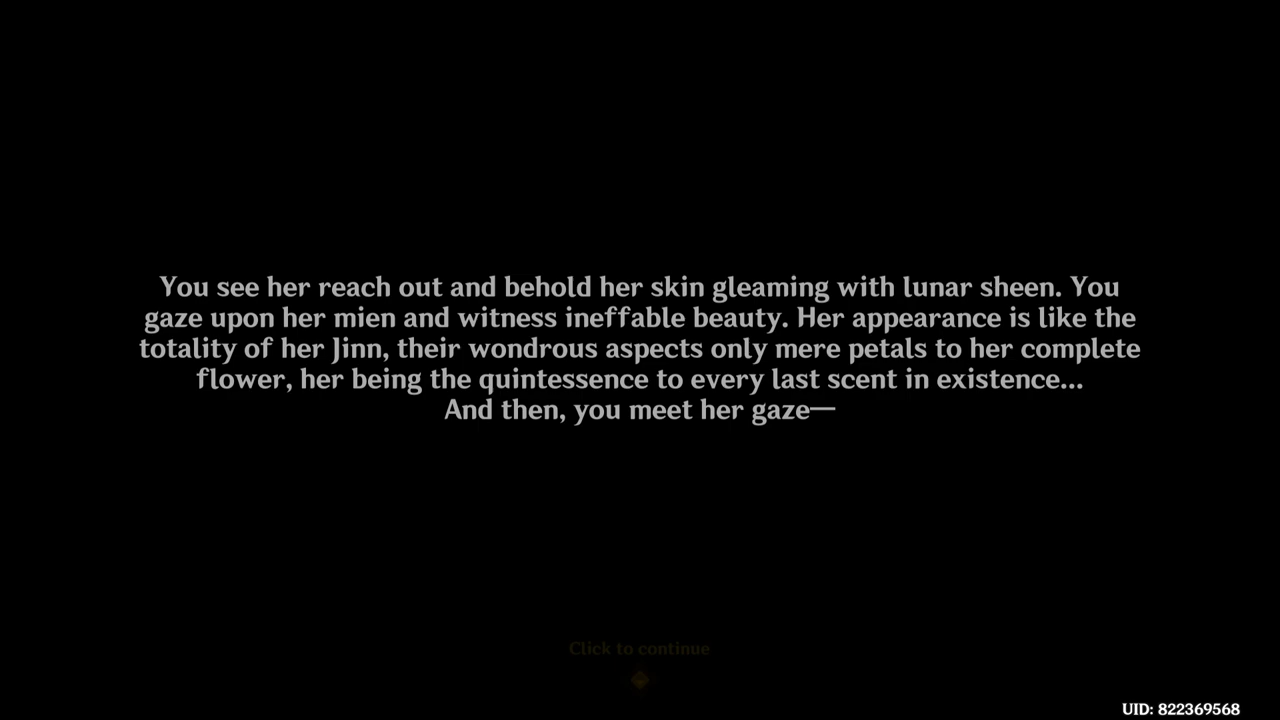 You see her reach out and behold her skin gleaming with lunar sheen. You
gaze upon her mien and witness ineffable beauty. Her appearance is like the
totality of her Jinn, their wondrous aspects only mere petals to her complete
flower, her being the quintessence to every last scent in existence...
And then, you meet her gaze—
Click to continue
UID: 822369568